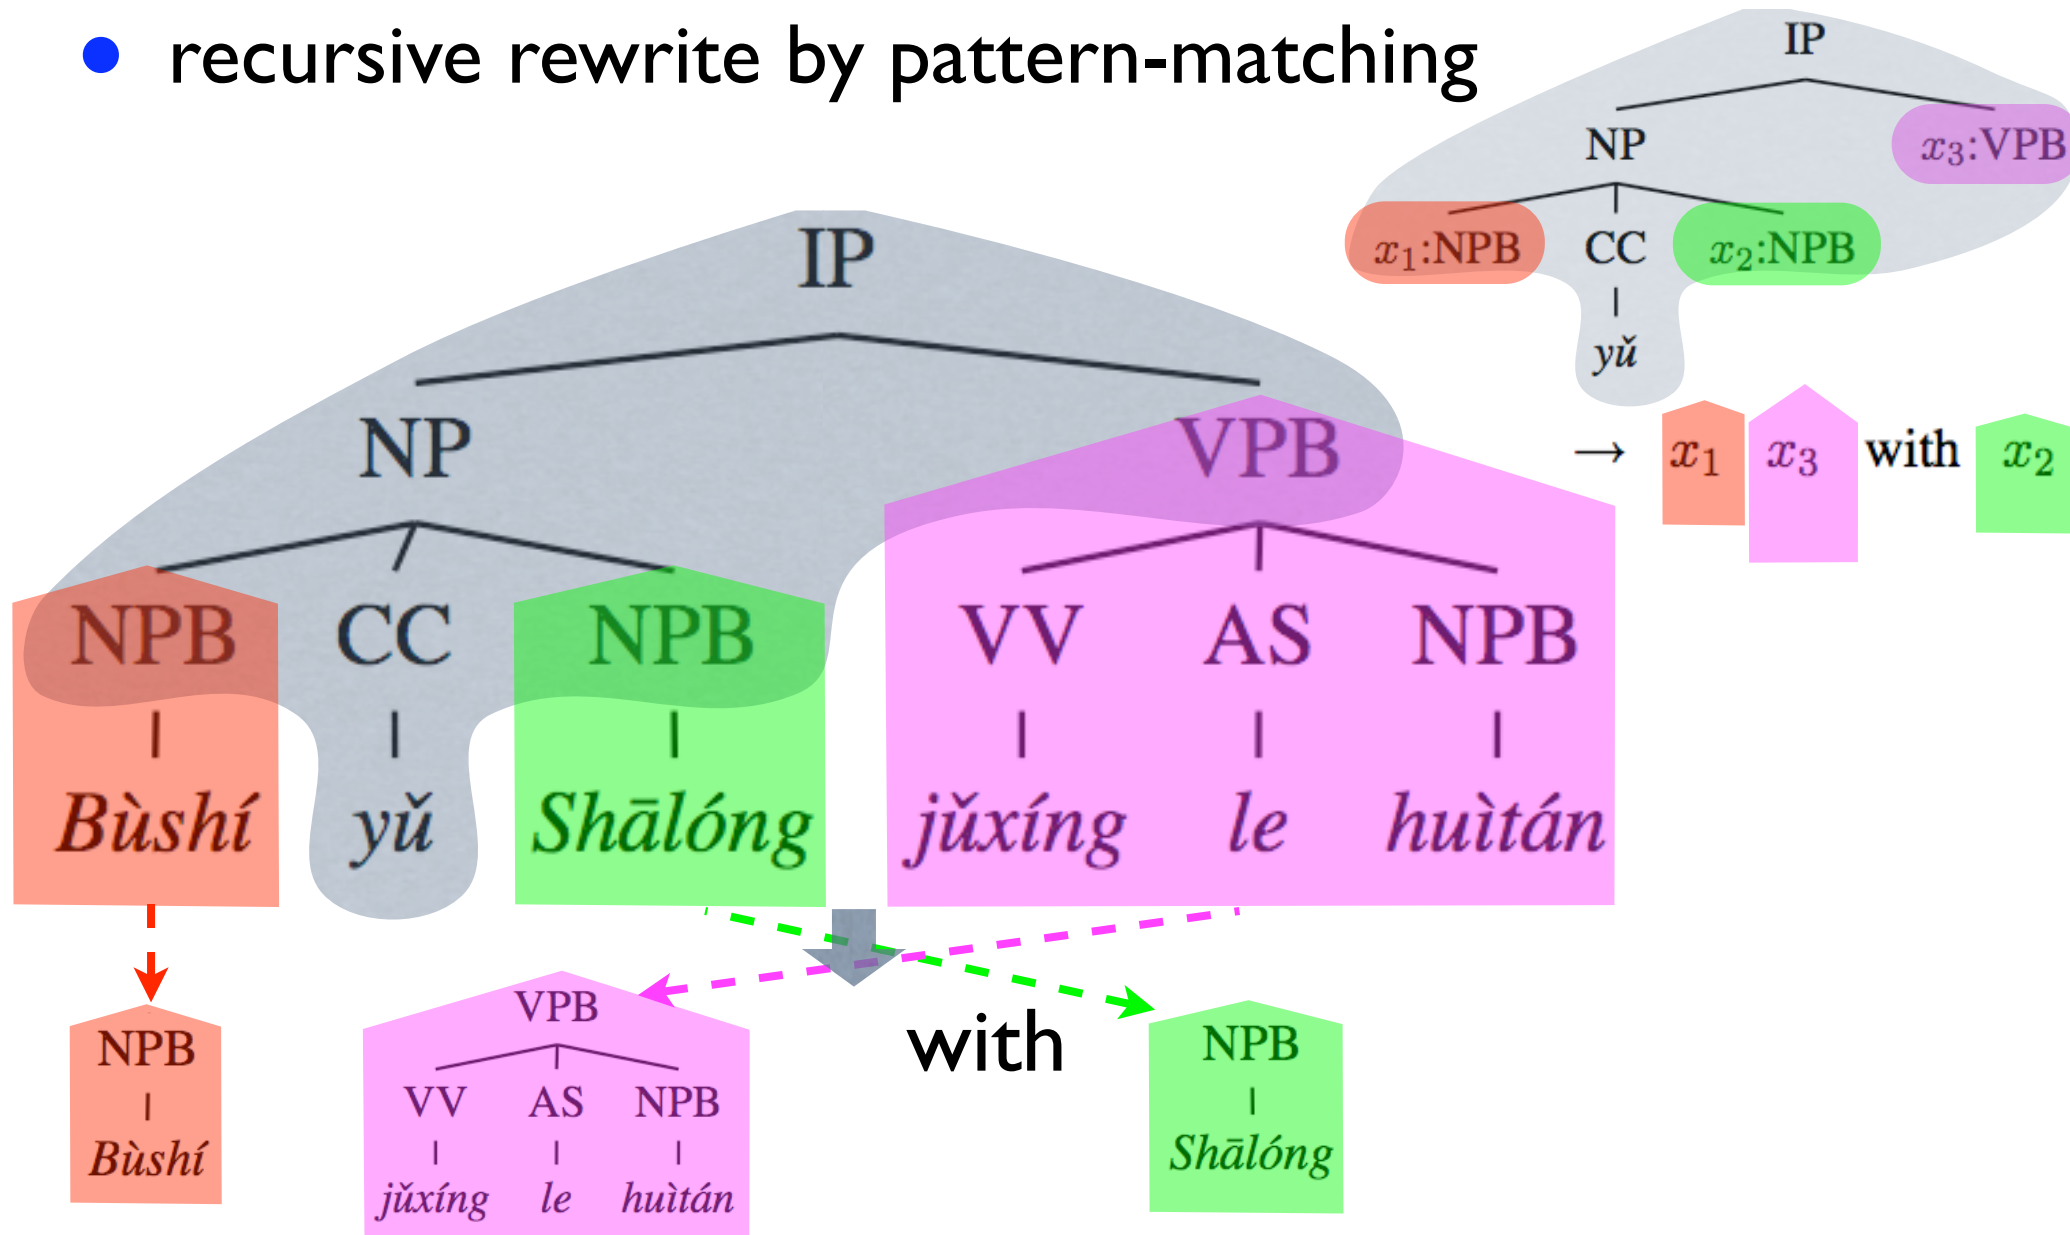 recursive rewrite by pattern-matching
IP
NP x₃:VPB
x₁:NPB CC x₂:NPB
yǔ
→ x₁ x₃ with x₂
IP
NP VPB
NPB CC NPB VV AS NPB
Bùshí yǔ Shālóng jǔxíng le huìtán
with
NPB
Bùshí
VPB
VV AS NPB
jǔxíng le huìtán
NPB
Shālóng